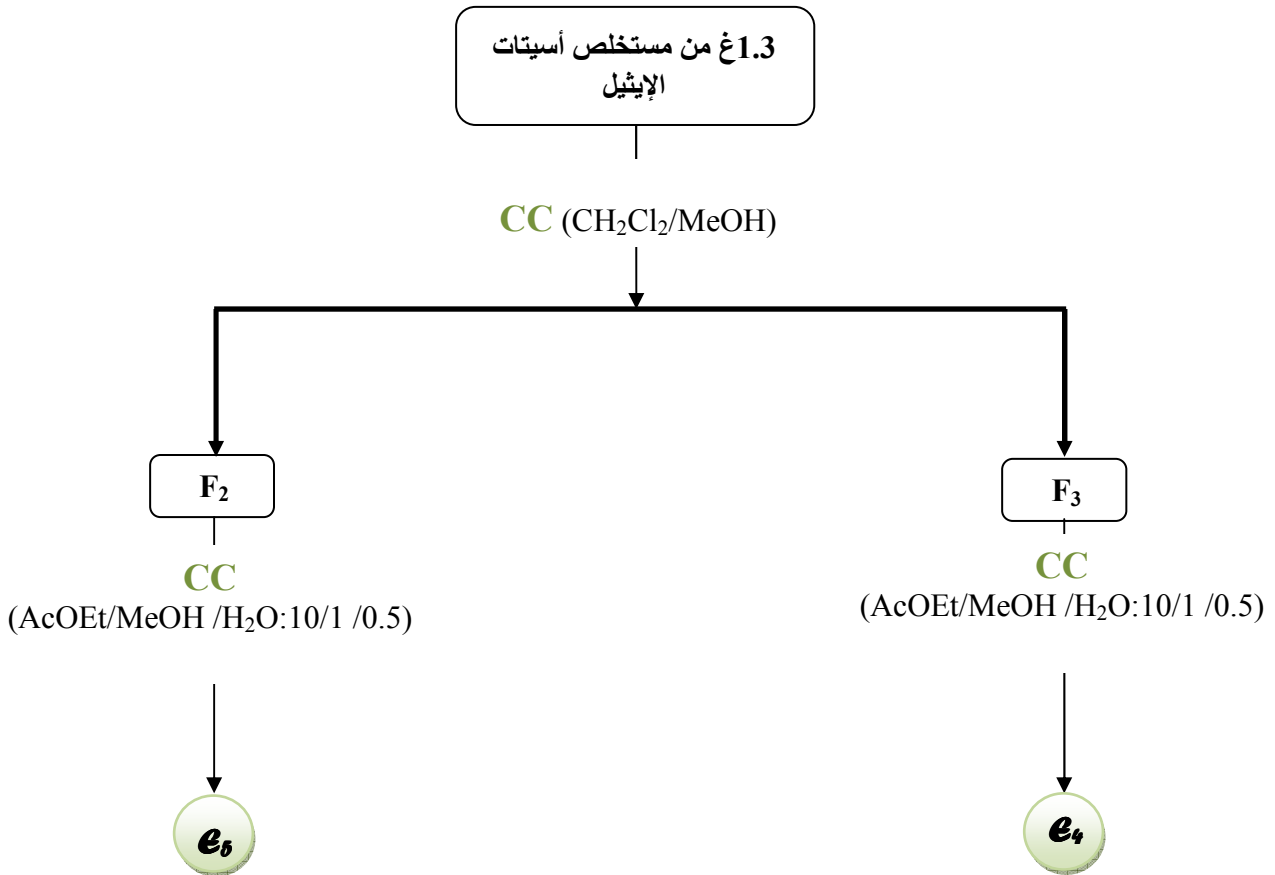 1.3غ من مستخلص أسيتات
الإيثيل
CC (CH₂Cl₂/MeOH)
F₂
F₃
CC
(AcOEt/MeOH /H₂O:10/1 /0.5)
CC
(AcOEt/MeOH /H₂O:10/1 /0.5)
e₅
e₄